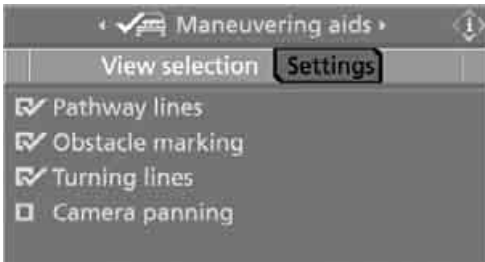 Maneuvering aids
View selection Settings
Pathway lines
Obstacle marking
Turning lines
Camera panning